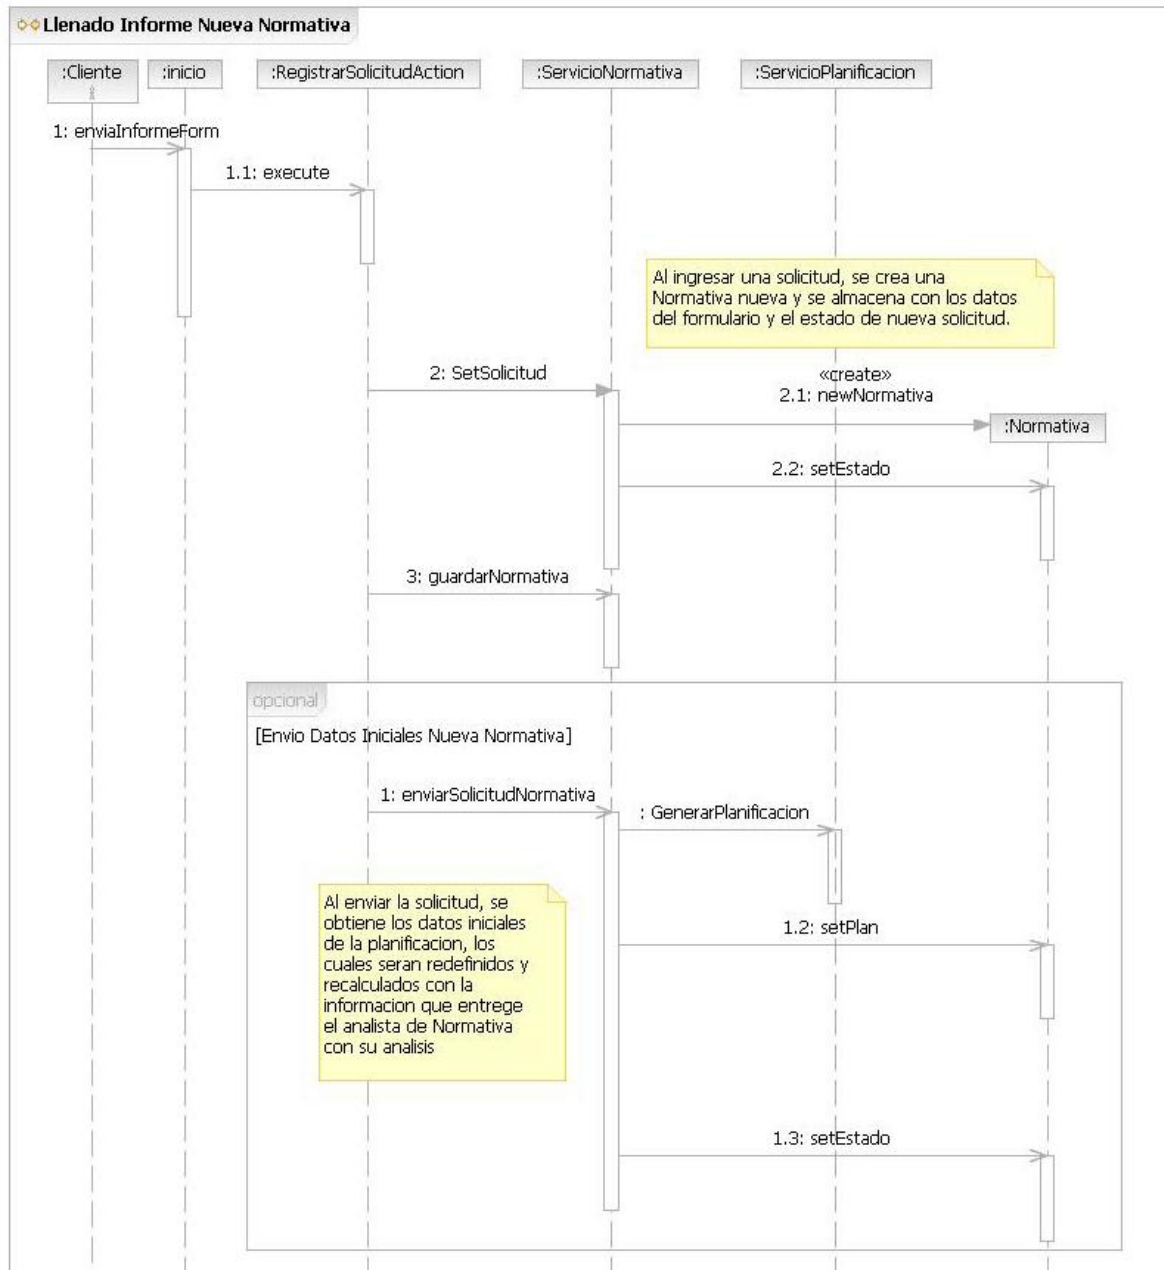 Llenado Informe Nueva Normativa
:Cliente
:inicio
:RegistrarSolicitudAction
:ServicioNormativa
:ServicioPlanificacion
1: enviaInformeForm
1.1: execute
Al ingresar una solicitud, se crea una
Normativa nueva y se almacena con los datos
del formulario y el estado de nueva solicitud.
2: SetSolicitud
«create»
2.1: newNormativa
:Normativa
2.2: setEstado
3: guardarNormativa
opcional
[Envio Datos Iniciales Nueva Normativa]
1: enviarSolicitudNormativa
: GenerarPlanificacion
Al enviar la solicitud, se
obtiene los datos iniciales
de la planificacion, los
cuales seran redefinidos y
recalculados con la
informacion que entrege
el analista de Normativa
con su analisis
1.2: setPlan
1.3: setEstado